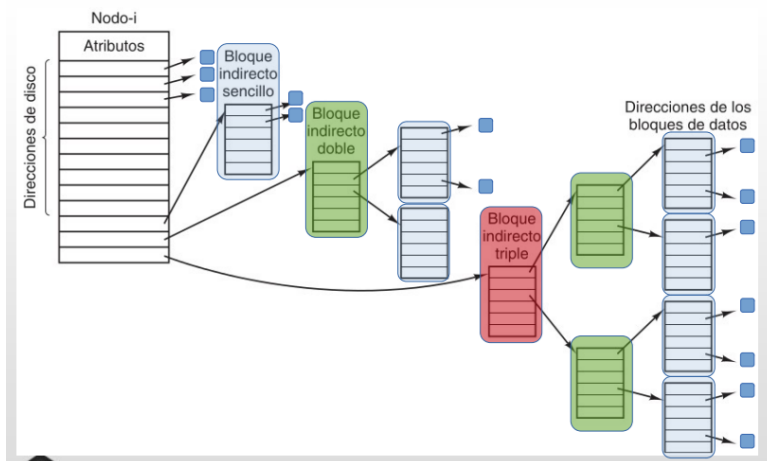 Nodo-i
Atributos
Direcciones de disco
Bloque
indirecto
sencillo
Bloque
indirecto
doble
Bloque
indirecto
triple
Direcciones de los
bloques de datos